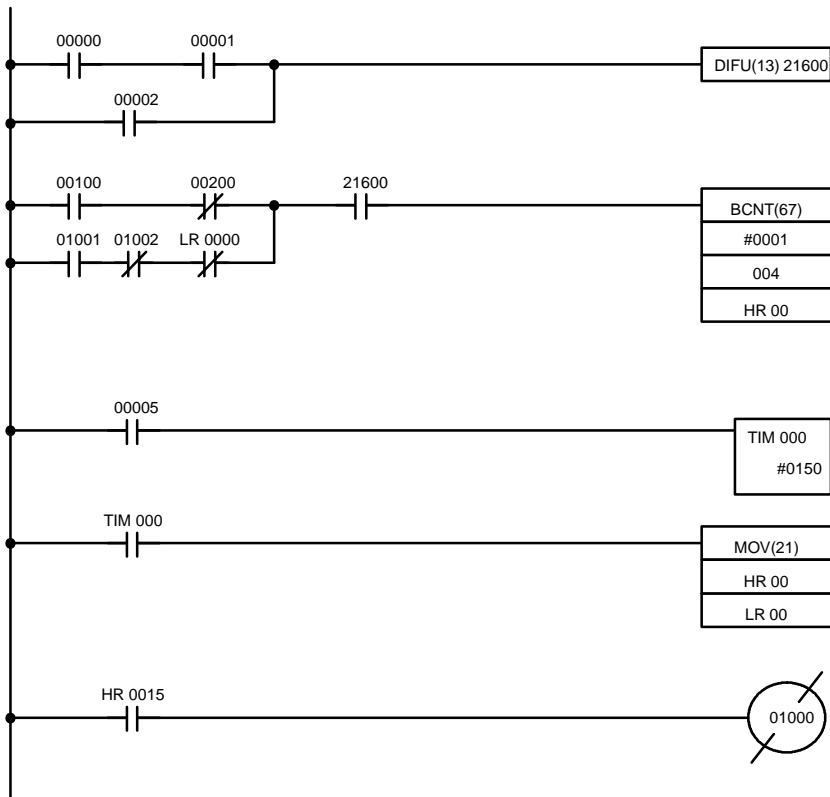 00000 00001
DIFU(13) 21600
00002
00100 00200 21600
BCNT(67)
01001 01002 LR 0000
#0001
004
HR 00
00005
TIM 000
#0150
TIM 000
MOV(21)
HR 00
LR 00
HR 0015
01000